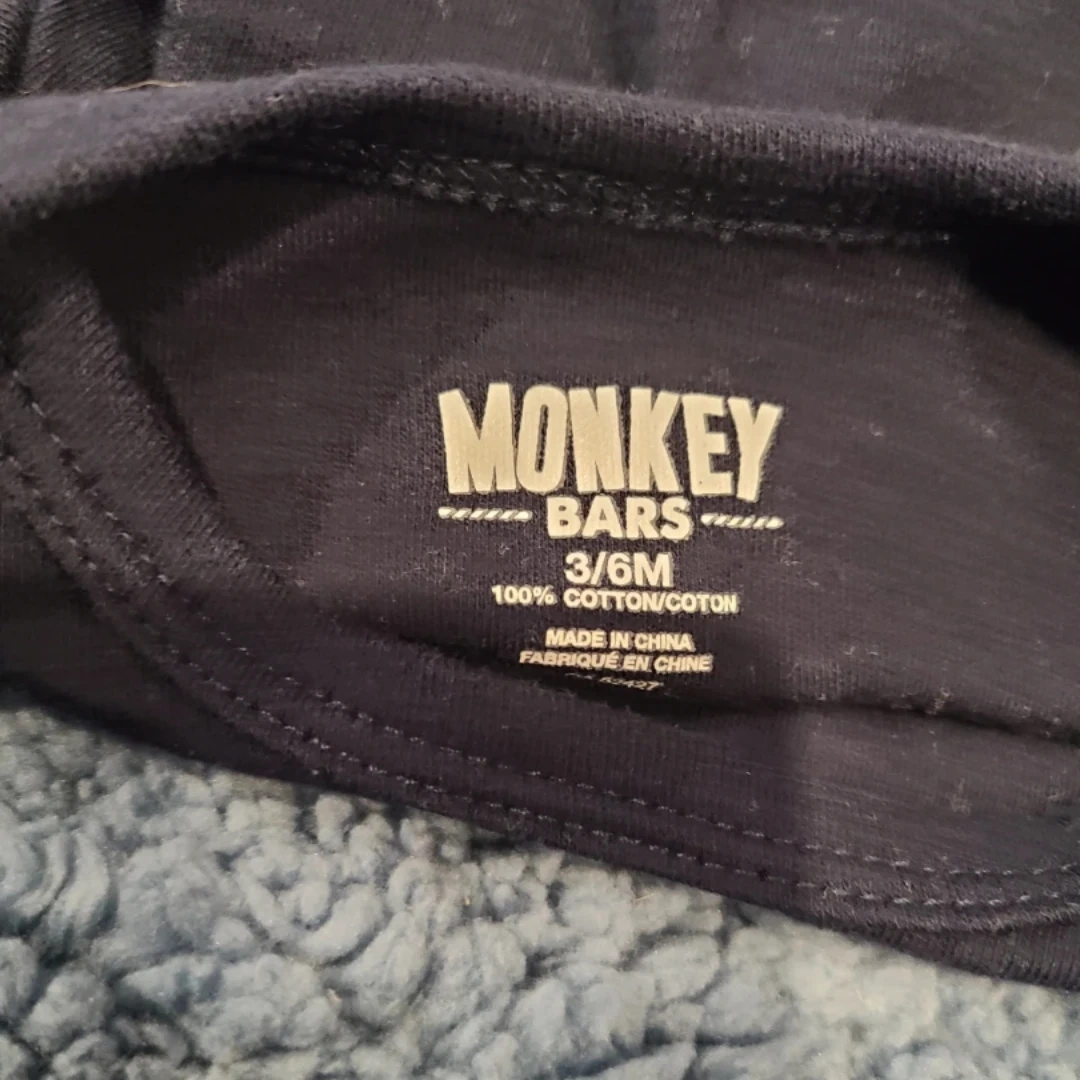 MONKEY
BARS
3/6M
100% COTTON/COTON
MADE IN CHINA
FABRIQUÉ EN CHINE